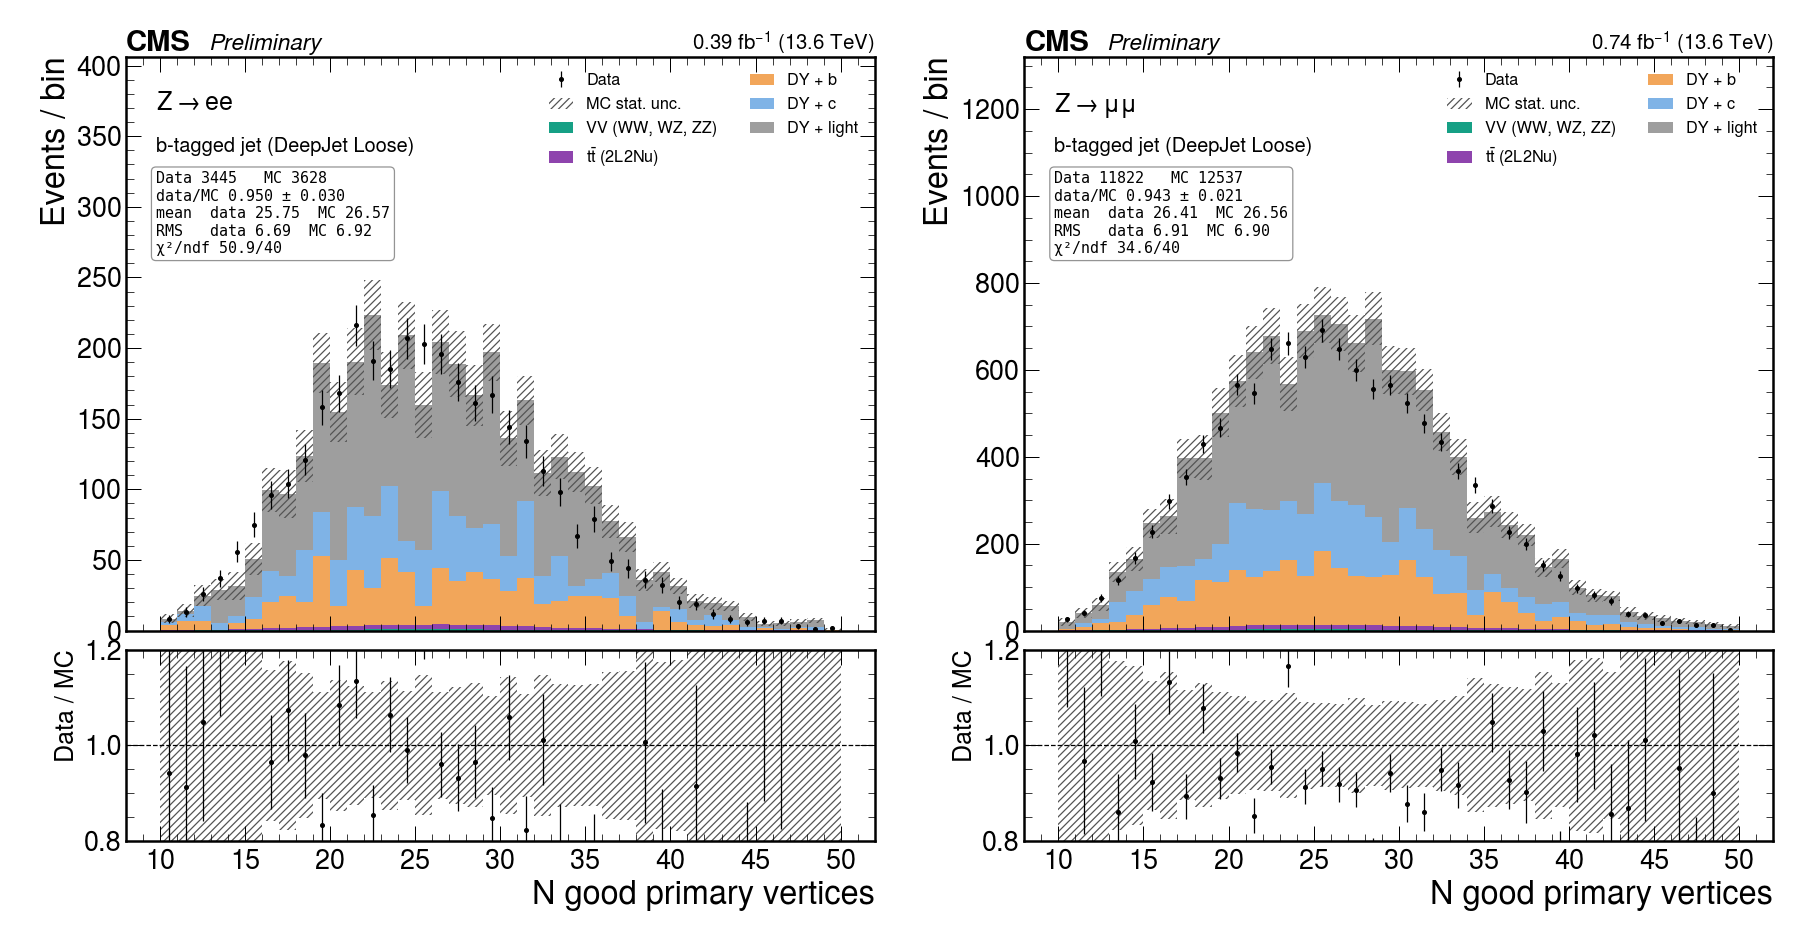 CMS Preliminary 0.39 fb⁻¹ (13.6 TeV)
Events / bin
400
350
300
250
200
150
100
50
0
Z → ee
b-tagged jet (DeepJet Loose)
Data 3445 MC 3628
data/MC 0.950 ± 0.030
mean data 25.75 MC 26.57
RMS data 6.69 MC 6.92
χ²/ndf 50.9/40
Data
MC stat. unc.
VV (WW, WZ, ZZ)
tt̄ (2L2Nu)
DY + b
DY + c
DY + light
Data / MC
1.2
1.0
0.8
10 15 20 25 30 35 40 45 50
N good primary vertices
CMS Preliminary 0.74 fb⁻¹ (13.6 TeV)
Events / bin
1200
1000
800
600
400
200
0
Z → μμ
b-tagged jet (DeepJet Loose)
Data 11822 MC 12537
data/MC 0.943 ± 0.021
mean data 26.41 MC 26.56
RMS data 6.91 MC 6.90
χ²/ndf 34.6/40
Data
MC stat. unc.
VV (WW, WZ, ZZ)
tt̄ (2L2Nu)
DY + b
DY + c
DY + light
Data / MC
1.2
1.0
0.8
10 15 20 25 30 35 40 45 50
N good primary vertices